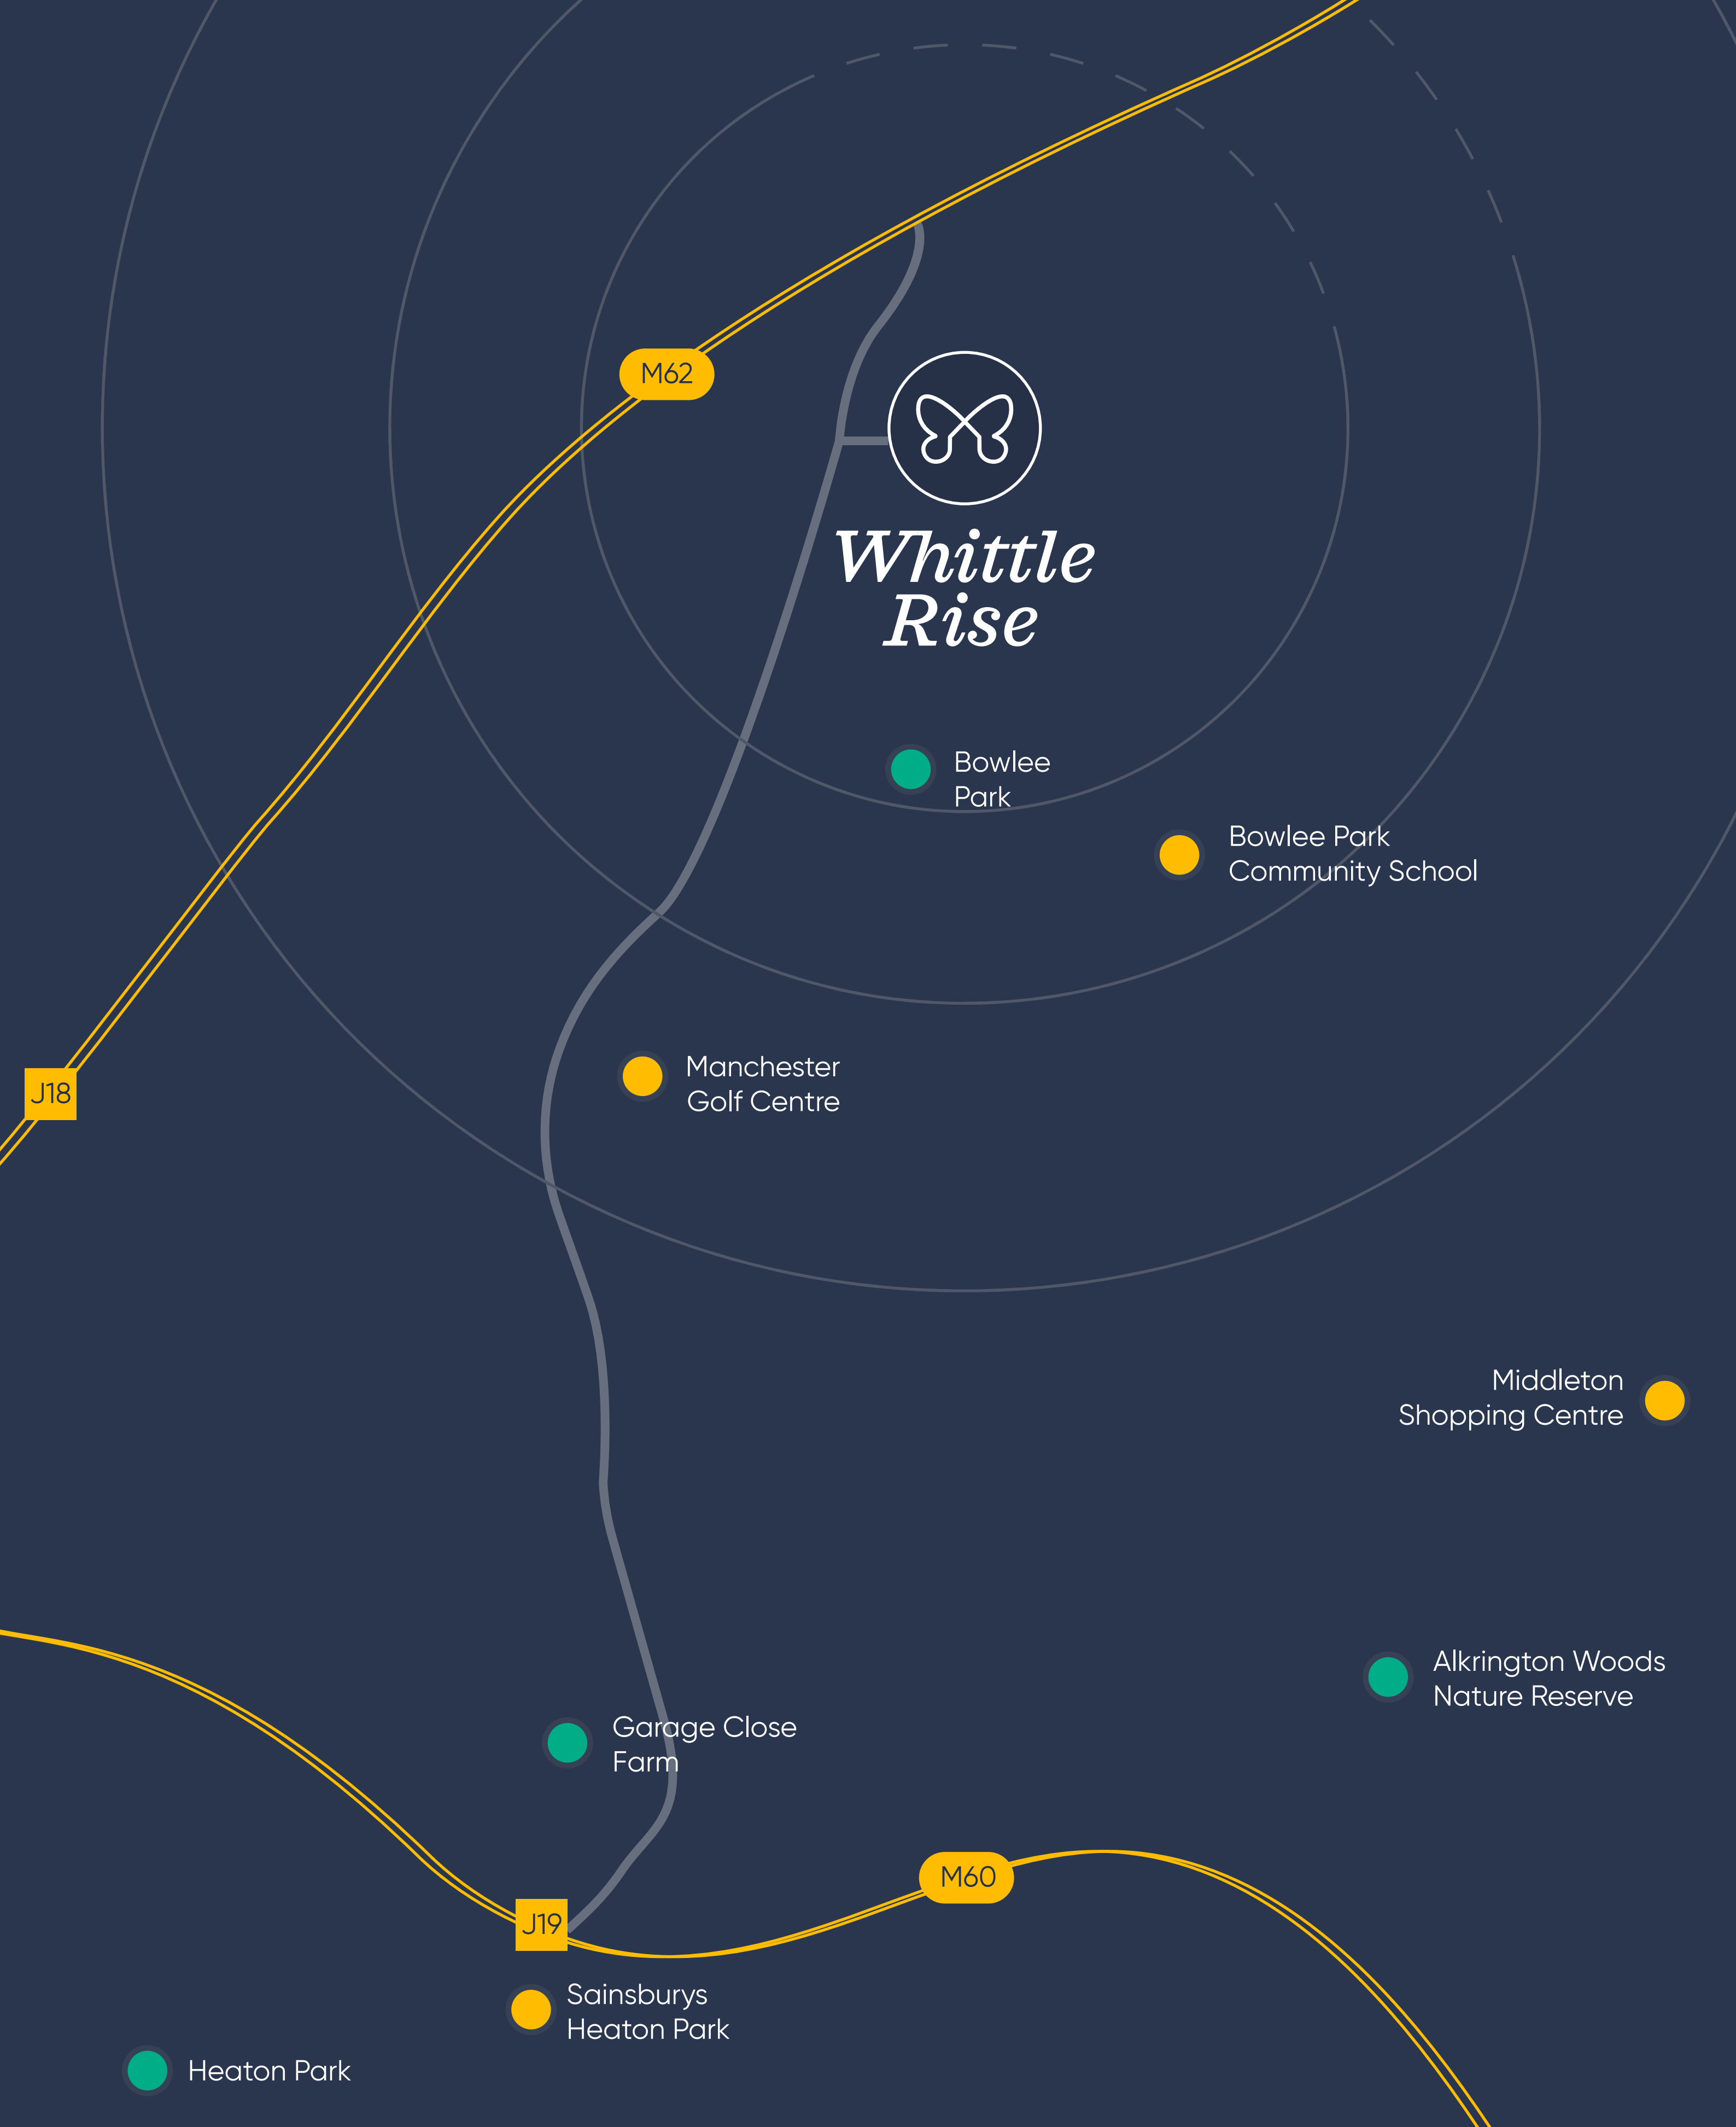 M62
Whittle
Rise
Bowlee
Park
Bowlee Park
Community School
Manchester
Golf Centre
J18
Middleton
Shopping Centre
Alkrington Woods
Nature Reserve
Garage Close
Farm
M60
J19
Sainsburys
Heaton Park
Heaton Park